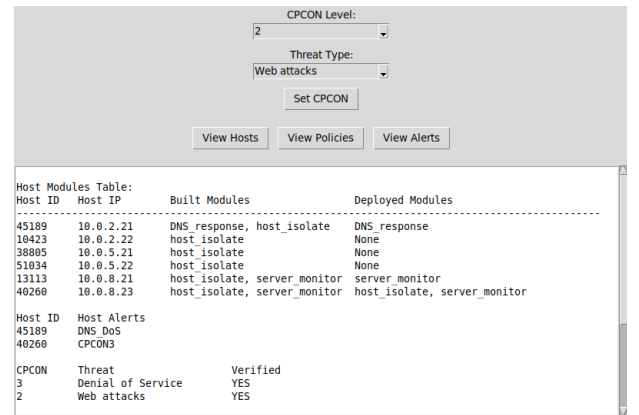 CPCON Level:
2
Threat Type:
Web attacks
Set CPCON
View Hosts View Policies View Alerts
Host Modules Table:
Host ID Host IP Built Modules Deployed Modules
--------------------------------------------------------------------------------
45189 10.0.2.21 DNS_response, host_isolate DNS_response
10423 10.0.2.22 host_isolate None
38805 10.0.5.21 host_isolate None
51034 10.0.5.22 host_isolate None
13113 10.0.8.21 host_isolate, server_monitor server_monitor
40260 10.0.8.23 host_isolate, server_monitor host_isolate, server_monitor
Host ID Host Alerts
45189 DNS_DoS
40260 CPCON3
CPCON Threat Verified
3 Denial of Service YES
2 Web attacks YES